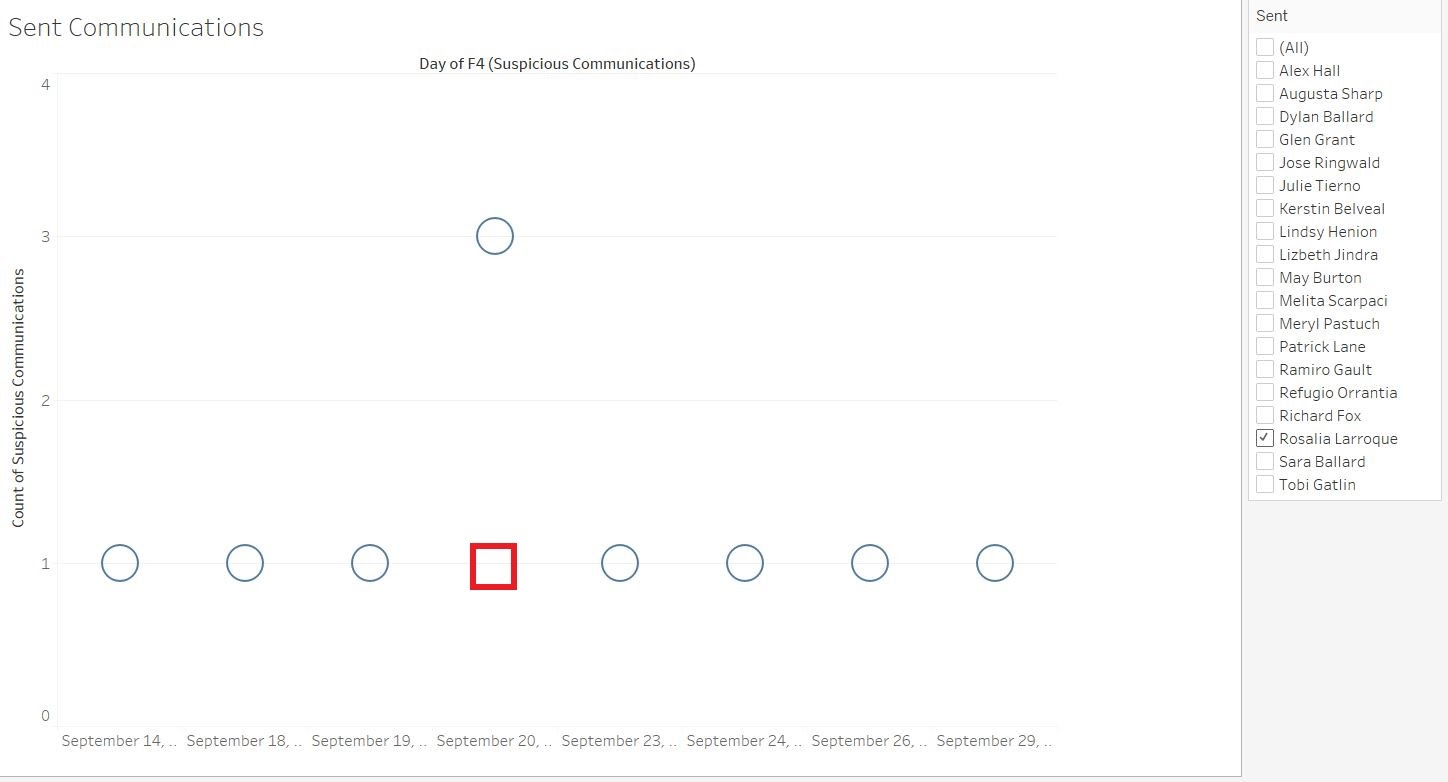 Sent Communications
Day of F4 (Suspicious Communications)
4
3
2
1
0
Count of Suspicious Communications
September 14, ..
September 18, ..
September 19, ..
September 20, ..
September 23, ..
September 24, ..
September 26, ..
September 29, ..
Sent
(All)
Alex Hall
Augusta Sharp
Dylan Ballard
Glen Grant
Jose Ringwald
Julie Tierno
Kerstin Belveal
Lindsy Henion
Lizbeth Jindra
May Burton
Melita Scarpaci
Meryl Pastuch
Patrick Lane
Ramiro Gault
Refugio Orrantia
Richard Fox
Rosalia Larroque
Sara Ballard
Tobi Gatlin